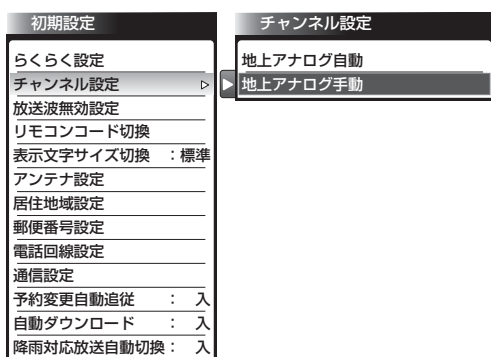 初期設定
らくらく設定
チャンネル設定
放送波無効設定
リモコンコード切換
表示文字サイズ切換 ：標準
アンテナ設定
居住地域設定
郵便番号設定
電話回線設定
通信設定
予約変更自動追従 ： 入
自動ダウンロード ： 入
降雨対応放送自動切換： 入
チャンネル設定
地上アナログ自動
地上アナログ手動